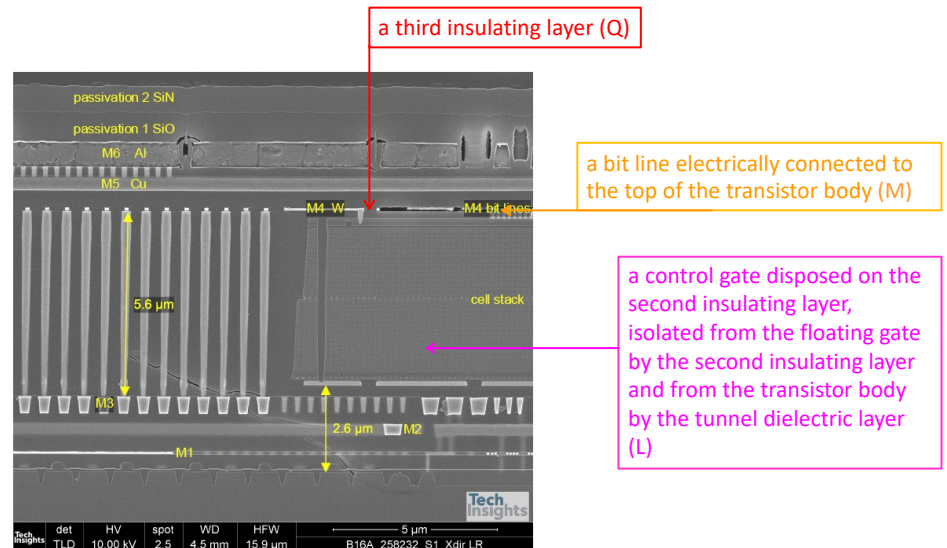 a third insulating layer (Q)
passivation 2 SiN
passivation 1 SiO
M6 Al
M5 Cu
a bit line electrically connected to
the top of the transistor body (M)
M4 W
M4 bit lines
5.6 µm
cell stack
a control gate disposed on the
second insulating layer,
isolated from the floating gate
by the second insulating layer
and from the transistor body
by the tunnel dielectric layer
(L)
M3
2.6 µm
M2
M1
Tech
Insights
Tech
Insights
det HV spot WD HFW 5 µm
TLD 10.00 kV 2.5 4.5 mm 15.9 µm B16A_258232_S1_Xdir LR